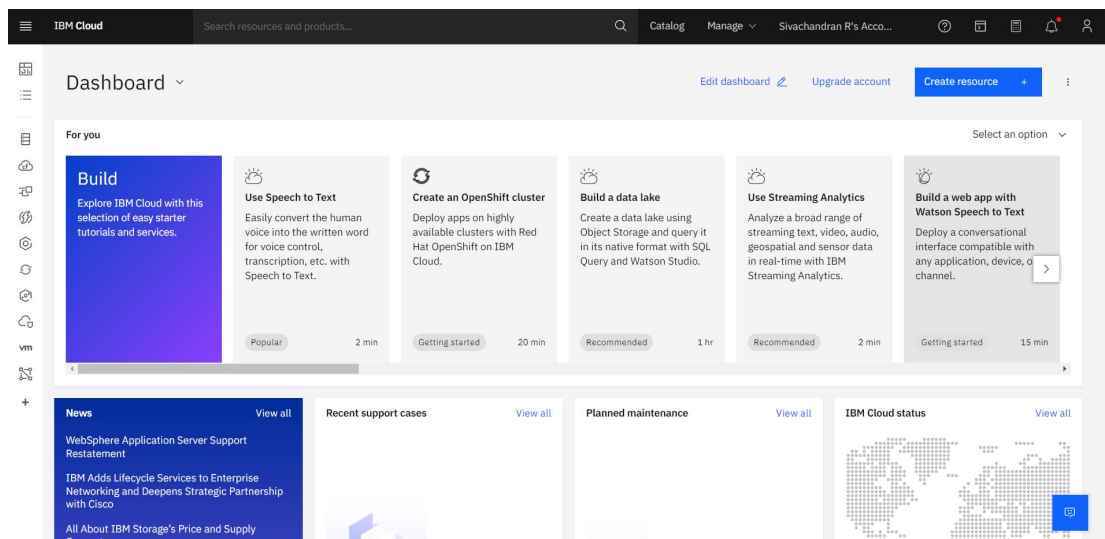 IBM Cloud
Search resources and products...
Catalog
Manage
Sivachandran R's Acco...
Dashboard
Edit dashboard
Upgrade account
Create resource +
For you
Select an option
Build
Explore IBM Cloud with this
selection of easy starter
tutorials and services.
Use Speech to Text
Easily convert the human
voice into the written word
for voice control,
transcription, etc. with
Speech to Text.
Popular
2 min
Create an OpenShift cluster
Deploy apps on highly
available clusters with Red
Hat OpenShift on IBM
Cloud.
Getting started
20 min
Build a data lake
Create a data lake using
Object Storage and query it
in its native format with SQL
Query and Watson Studio.
Recommended
1 hr
Use Streaming Analytics
Analyze a broad range of
streaming text, video, audio,
geospatial and sensor data
in real-time with IBM
Streaming Analytics.
Recommended
2 min
Build a web app with
Watson Speech to Text
Deploy a conversational
interface compatible with
any application, device, o
channel.
Getting started
15 min
vm
News
View all
WebSphere Application Server Support
Restatement
IBM Adds Lifecycle Services to Enterprise
Networking and Deepens Strategic Partnership
with Cisco
All About IBM Storage's Price and Supply
Recent support cases
View all
Planned maintenance
View all
IBM Cloud status
View all